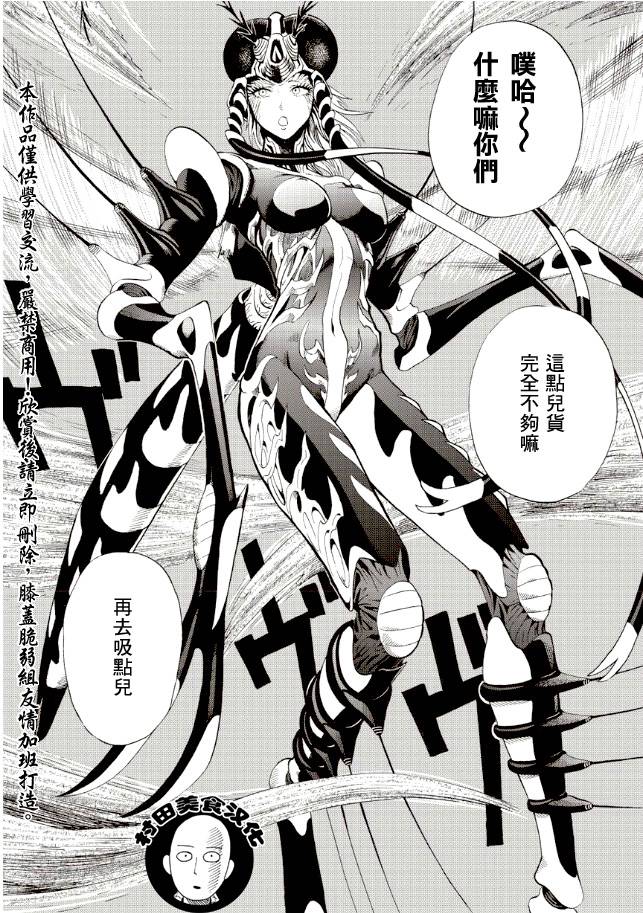 噗哈~~
什麼嘛你們
這點兒貨
完全不夠嘛
再去吸點兒
ヴヴヴ
本作品僅供學習交流，嚴禁商用！欣賞後請立即刪除，膝蓋脆弱組友情加班打造。
村田美食汉化